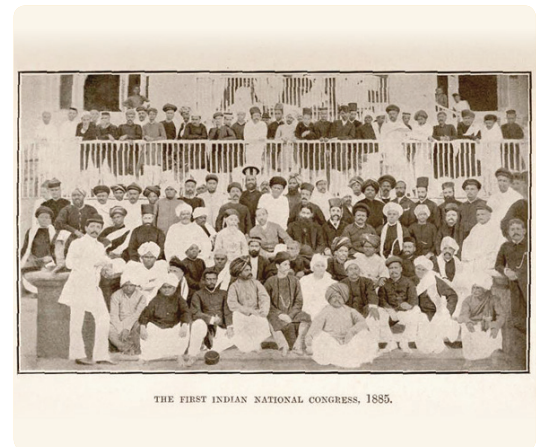 THE FIRST INDIAN NATIONAL CONGRESS, 1885.